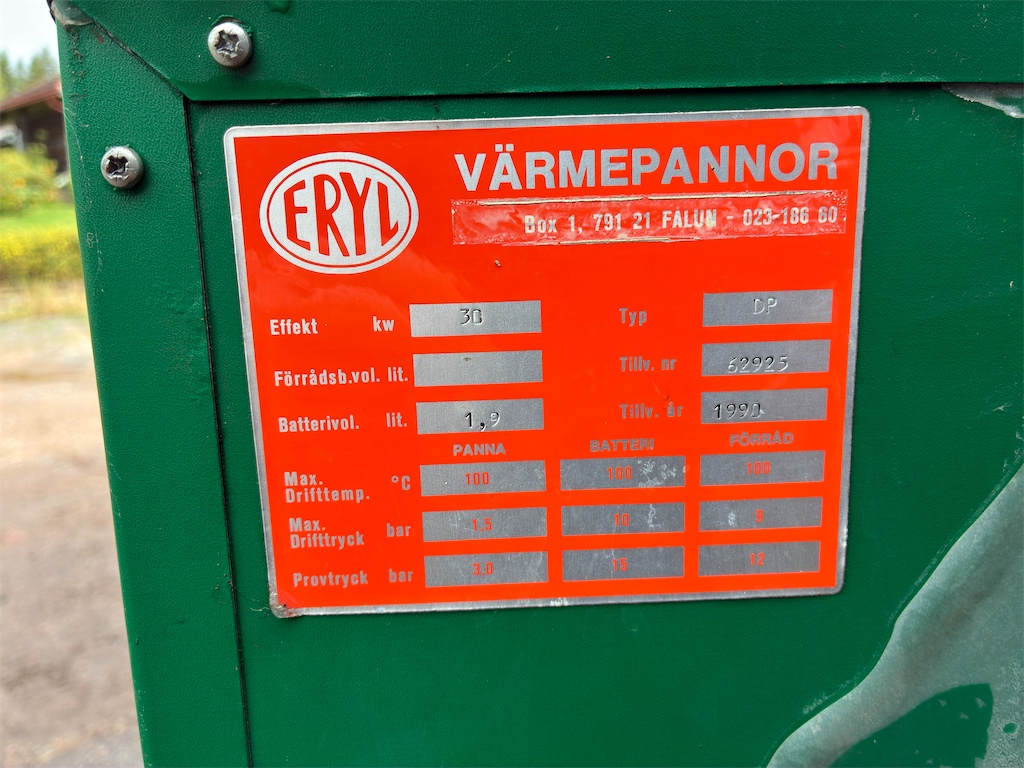 ERYL
VÄRMEPANNOR
Box 1, 791 21 FALUN - 023-186 60
Effekt kw 30 Typ DP
Förrådsb.vol. lit. Tillv. nr 62925
Batterivol. lit. 1,9 Tillv. år 1990
PANNA BATTERI FÖRRÅD
Max. Drifttemp. °C 100 100 100
Max. Drifttryck bar 1.5 10 9
Provtryck bar 3.0 15 12